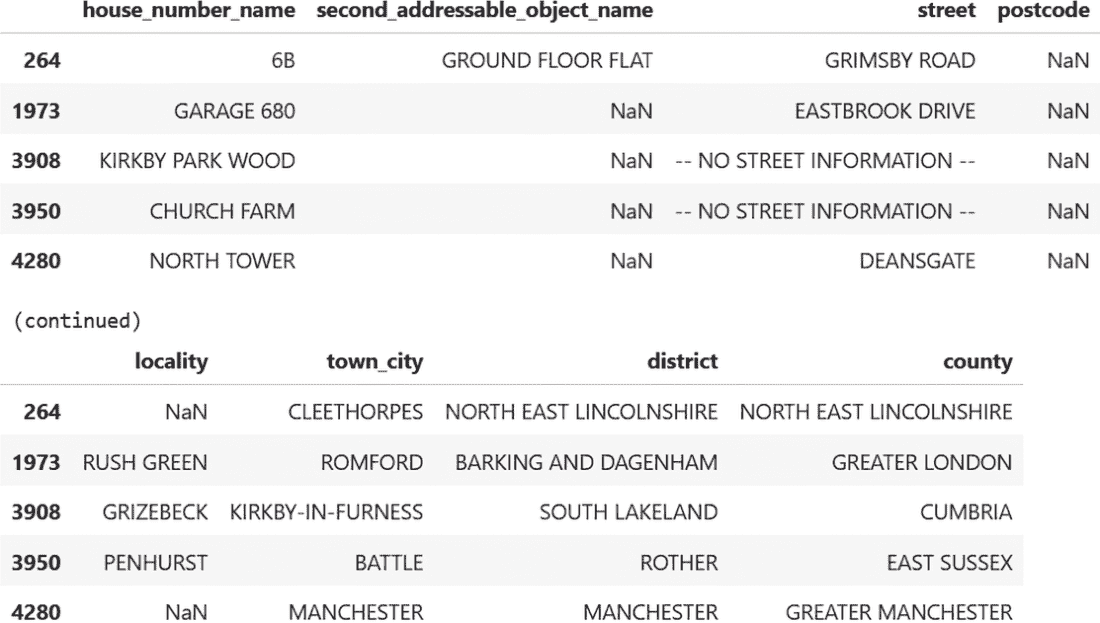 house_number_name second_addressable_object_name street postcode
264 6B GROUND FLOOR FLAT GRIMSBY ROAD NaN
1973 GARAGE 680 NaN EASTBROOK DRIVE NaN
3908 KIRKBY PARK WOOD NaN -- NO STREET INFORMATION -- NaN
3950 CHURCH FARM NaN -- NO STREET INFORMATION -- NaN
4280 NORTH TOWER NaN DEANSGATE NaN
(continued)
locality town_city district county
264 NaN CLEETHORPES NORTH EAST LINCOLNSHIRE NORTH EAST LINCOLNSHIRE
1973 RUSH GREEN ROMFORD BARKING AND DAGENHAM GREATER LONDON
3908 GRIZEBECK KIRKBY-IN-FURNESS SOUTH LAKELAND CUMBRIA
3950 PENHURST BATTLE ROTHER EAST SUSSEX
4280 NaN MANCHESTER MANCHESTER GREATER MANCHESTER